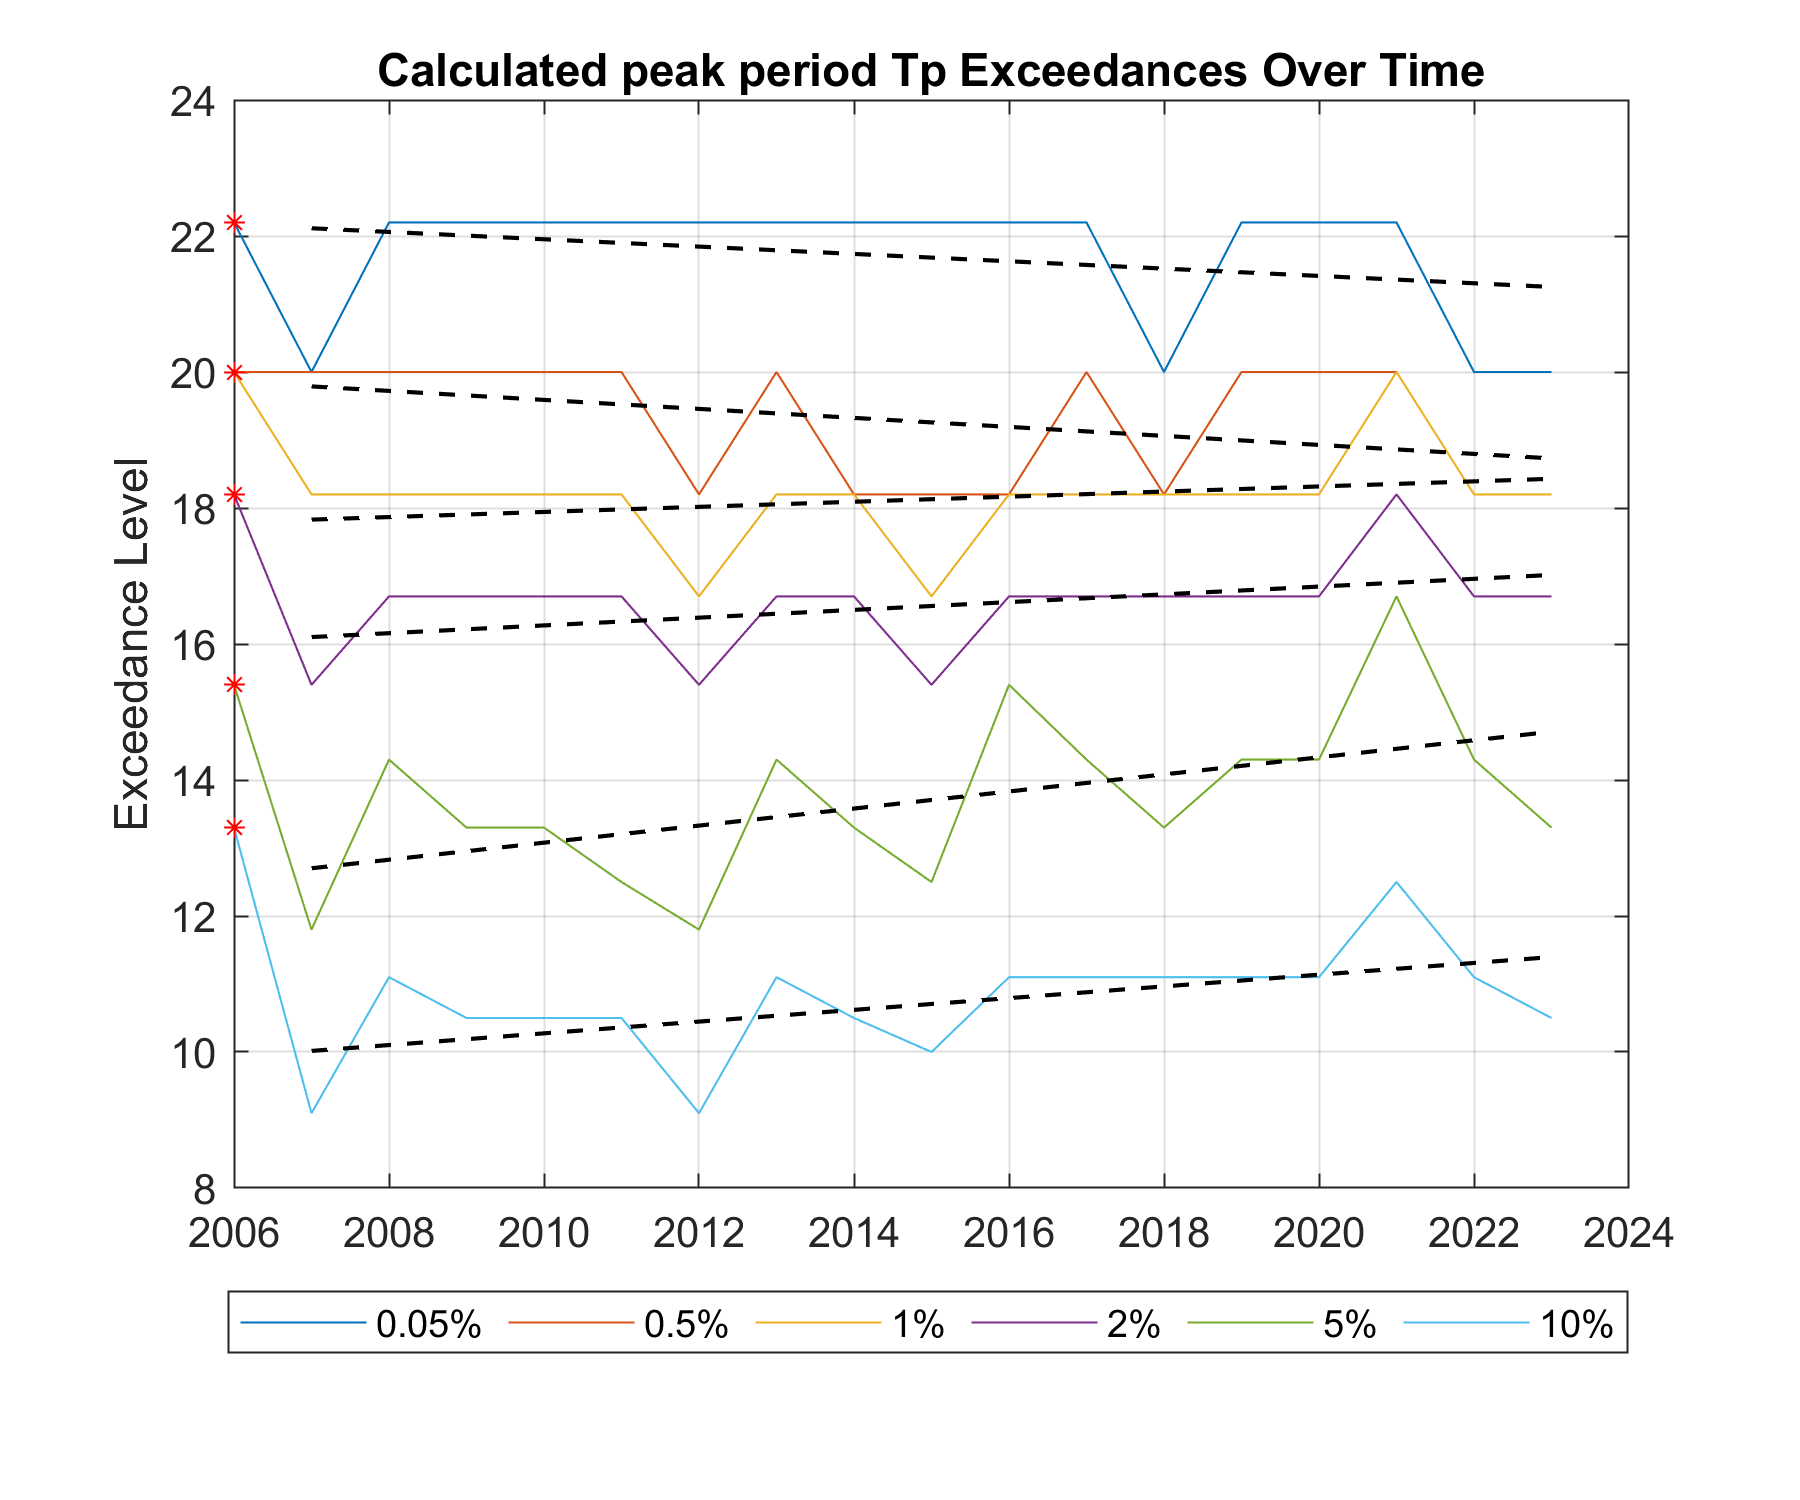 Calculated peak period Tp Exceedances Over Time
Exceedance Level
24
22
20
18
16
14
12
10
8
2006 2008 2010 2012 2014 2016 2018 2020 2022 2024
0.05% 0.5% 1% 2% 5% 10%